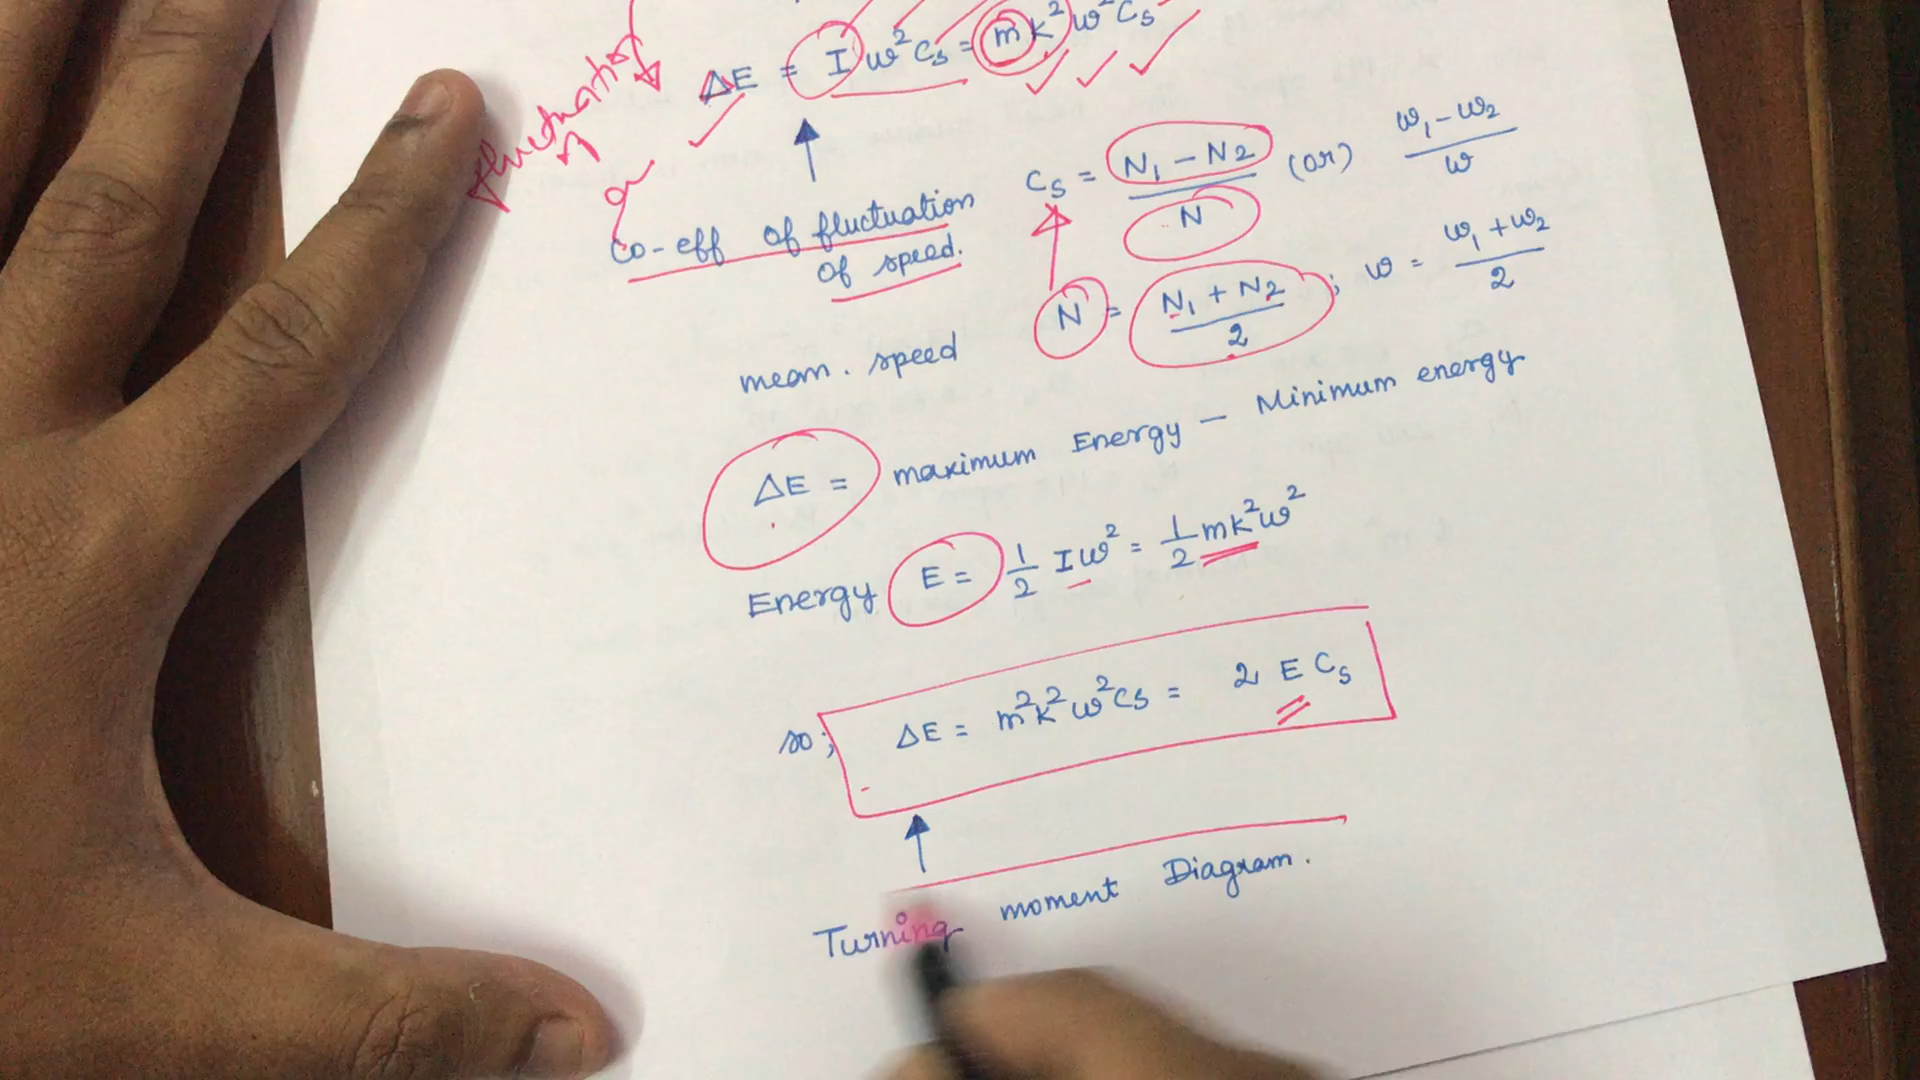 ΔE = Iω²Cs = mk²ω²Cs
fluctuation
Co-eff of fluctuation
of speed.
Cs = N₁ - N₂ / N (or) ω₁ - ω₂ / ω
N = N₁ + N₂ / 2 ; ω = ω₁ + ω₂ / 2
mean. speed
ΔE = maximum Energy - Minimum energy
Energy E = 1/2 Iω² = 1/2 mk²ω²
so; ΔE = m²k²ω²Cs = 2 E Cs
Turning moment Diagram.